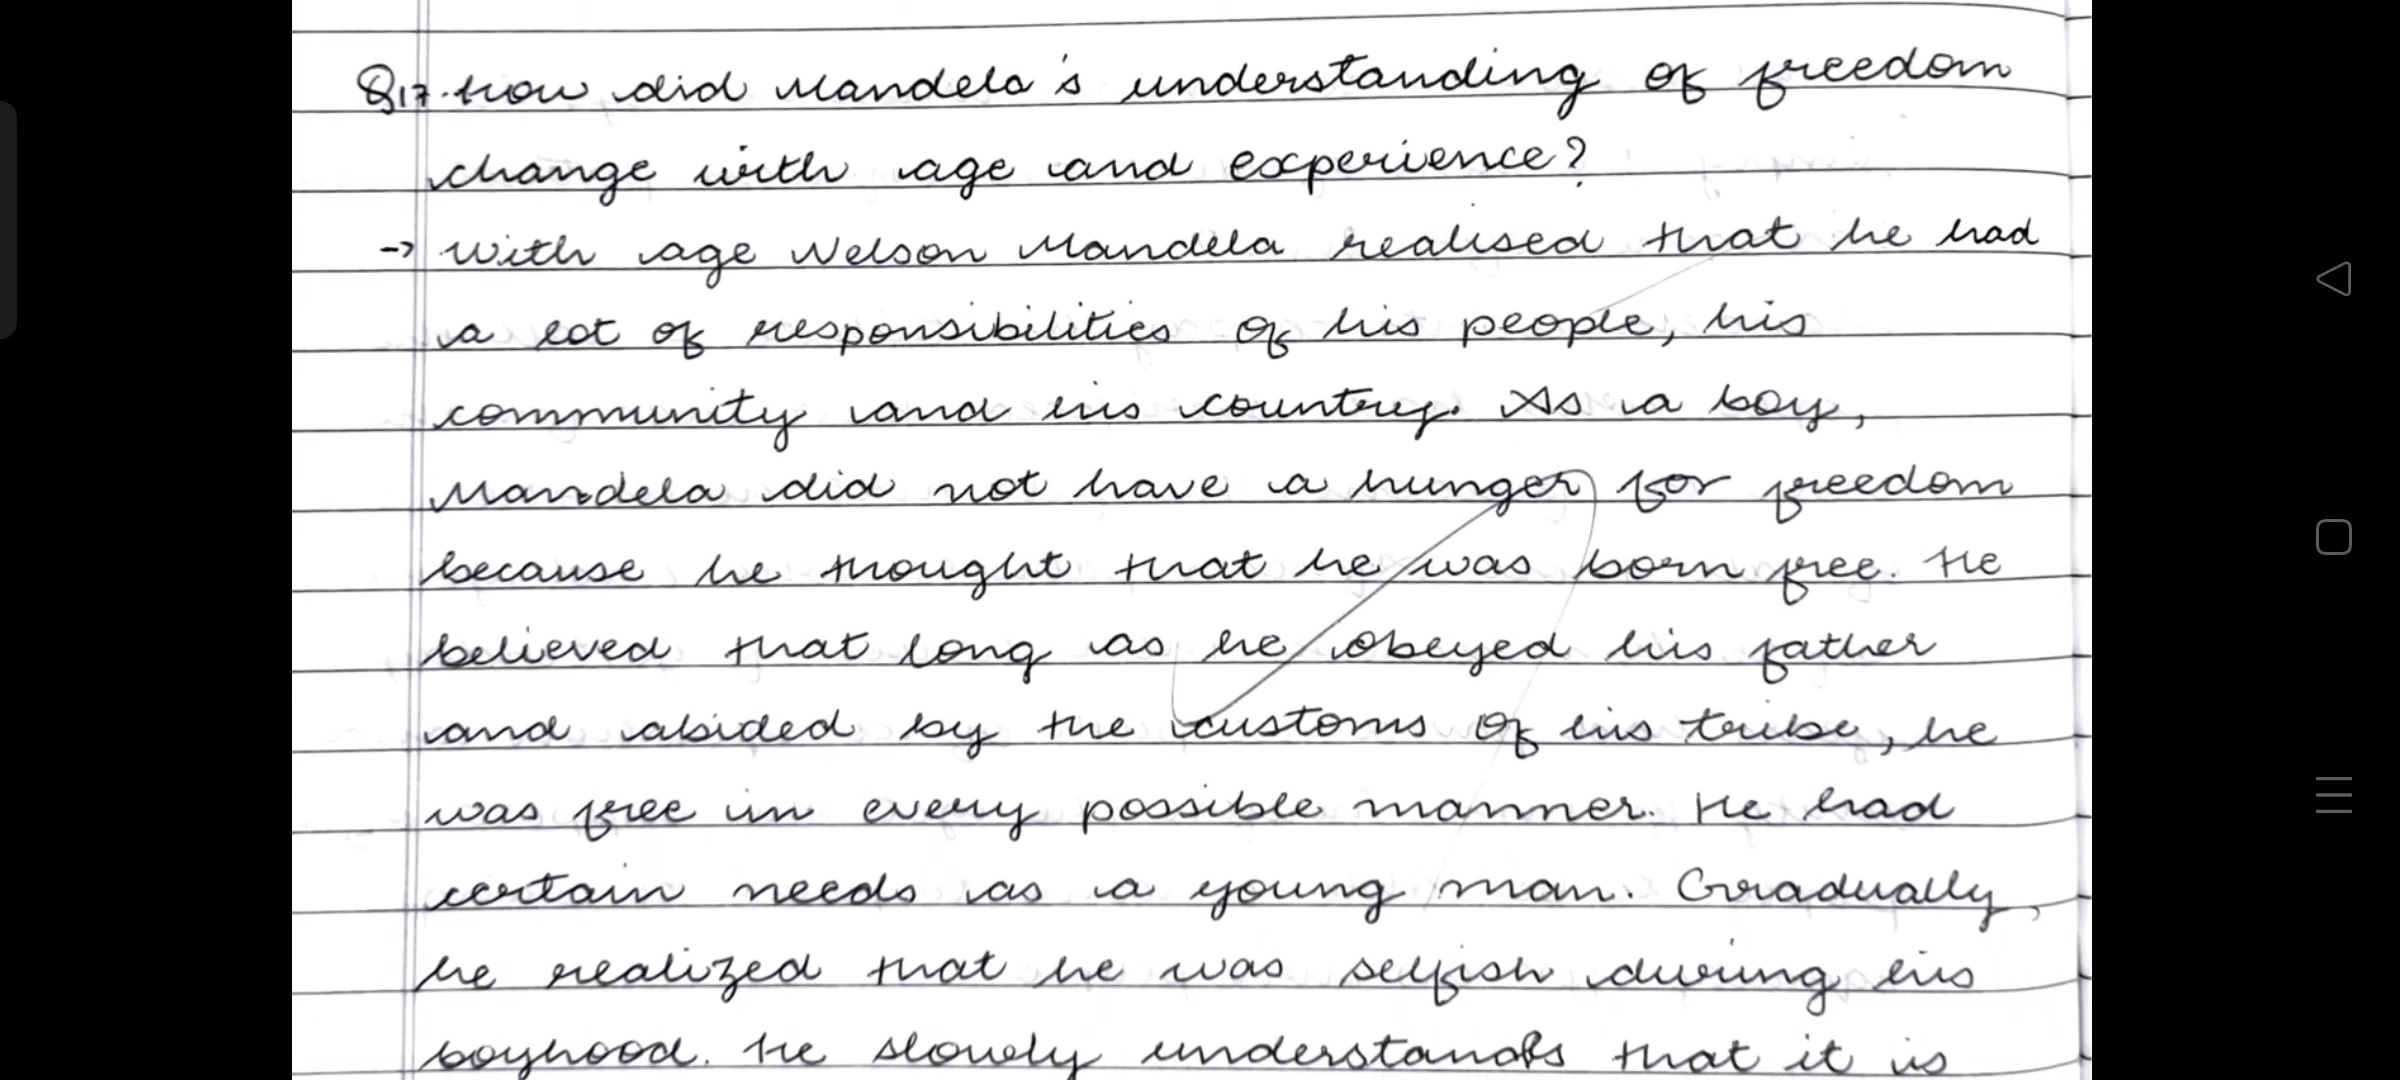 Q17. How did Mandela's understanding of freedom
change with age and experience?
-> With age Nelson Mandela realised that he had
a lot of responsibilities of his people, his
community and his country. As a boy,
Mandela did not have a hunger for freedom
because he thought that he was born free. He
believed that long as he obeyed his father
and abided by the customs of his tribe, he
was free in every possible manner. He had
certain needs as a young man. Gradually,
he realized that he was selfish during his
boyhood. He slowly understands that it is